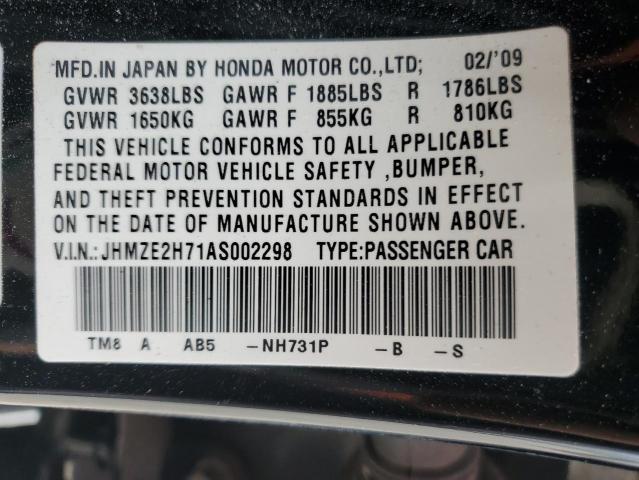 MFD.IN JAPAN BY HONDA MOTOR CO.,LTD; 02/'09
GVWR 3638LBS GAWR F 1885LBS R 1786LBS
GVWR 1650KG GAWR F 855KG R 810KG
THIS VEHICLE CONFORMS TO ALL APPLICABLE
FEDERAL MOTOR VEHICLE SAFETY ,BUMPER,
AND THEFT PREVENTION STANDARDS IN EFFECT
ON THE DATE OF MANUFACTURE SHOWN ABOVE.
V.I.N.:JHMZE2H71AS002298 TYPE:PASSENGER CAR
TM8 A AB5 -NH731P -B -S